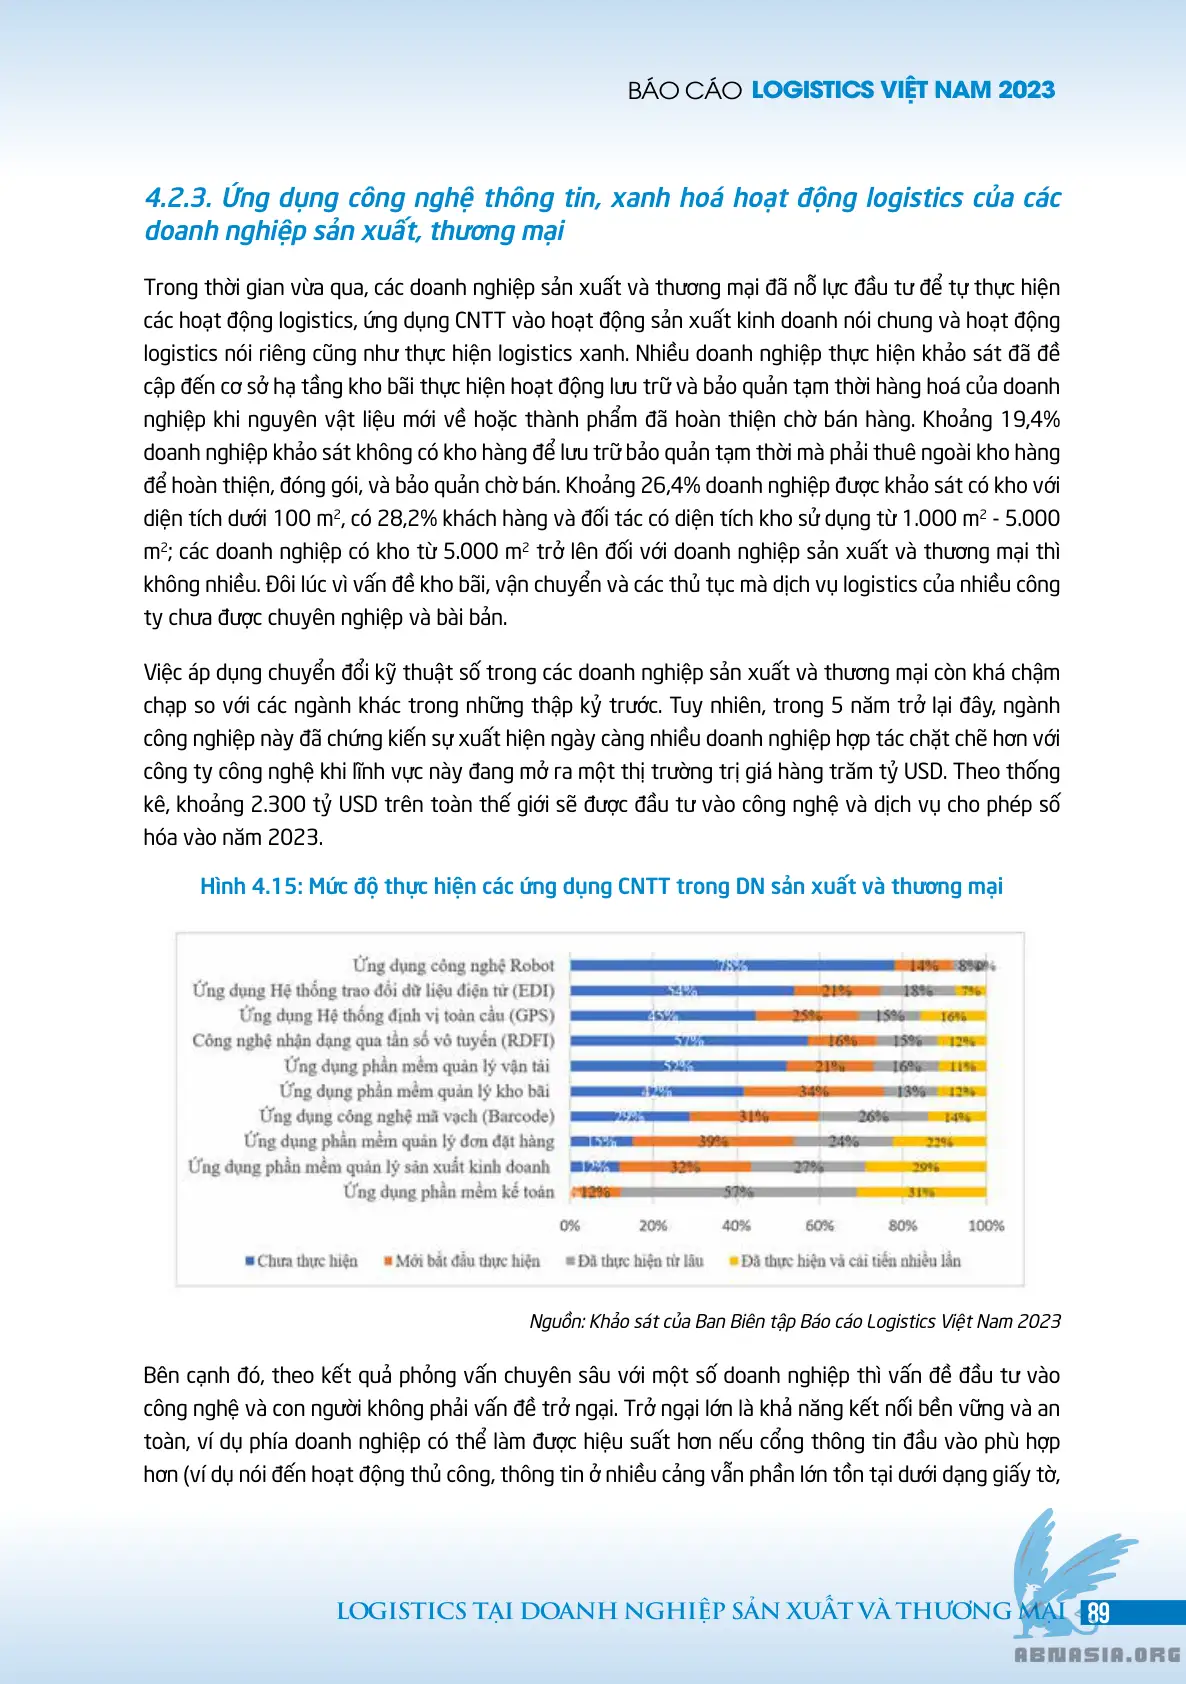 BÁO CÁO LOGISTICS VIỆT NAM 2023
4.2.3. Ứng dụng công nghệ thông tin, xanh hoá hoạt động logistics của các
doanh nghiệp sản xuất, thương mại
Trong thời gian vừa qua, các doanh nghiệp sản xuất và thương mại đã nỗ lực đầu tư để tự thực hiện
các hoạt động logistics, ứng dụng CNTT vào hoạt động sản xuất kinh doanh nói chung và hoạt động
logistics nói riêng cũng như thực hiện logistics xanh. Nhiều doanh nghiệp thực hiện khảo sát đã đề
cập đến cơ sở hạ tầng kho bãi thực hiện hoạt động lưu trữ và bảo quản tạm thời hàng hoá của doanh
nghiệp khi nguyên vật liệu mới về hoặc thành phẩm đã hoàn thiện chờ bán hàng. Khoảng 19,4%
doanh nghiệp khảo sát không có kho hàng để lưu trữ bảo quản tạm thời mà phải thuê ngoài kho hàng
để hoàn thiện, đóng gói, và bảo quản chờ bán. Khoảng 26,4% doanh nghiệp được khảo sát có kho với
diện tích dưới 100 m², có 28,2% khách hàng và đối tác có diện tích kho sử dụng từ 1.000 m² - 5.000
m²; các doanh nghiệp có kho từ 5.000 m² trở lên đối với doanh nghiệp sản xuất và thương mại thì
không nhiều. Đôi lúc vì vấn đề kho bãi, vận chuyển và các thủ tục mà dịch vụ logistics của nhiều công
ty chưa được chuyên nghiệp và bài bản.
Việc áp dụng chuyển đổi kỹ thuật số trong các doanh nghiệp sản xuất và thương mại còn khá chậm
chạp so với các ngành khác trong những thập kỷ trước. Tuy nhiên, trong 5 năm trở lại đây, ngành
công nghiệp này đã chứng kiến sự xuất hiện ngày càng nhiều doanh nghiệp hợp tác chặt chẽ hơn với
công ty công nghệ khi lĩnh vực này đang mở ra một thị trường trị giá hàng trăm tỷ USD. Theo thống
kê, khoảng 2.300 tỷ USD trên toàn thế giới sẽ được đầu tư vào công nghệ và dịch vụ cho phép số
hóa vào năm 2023.
Hình 4.15: Mức độ thực hiện các ứng dụng CNTT trong DN sản xuất và thương mại
Ứng dụng công nghệ Robot 78% 14% 8% 0%
Ứng dụng Hệ thống trao đổi dữ liệu điện tử (EDI) 54% 21% 18% 7%
Ứng dụng Hệ thống định vị toàn cầu (GPS) 45% 25% 15% 16%
Công nghệ nhận dạng qua tần số vô tuyến (RDFI) 57% 16% 15% 12%
Ứng dụng phần mềm quản lý vận tải 52% 21% 16% 11%
Ứng dụng phần mềm quản lý kho bãi 42% 34% 13% 12%
Ứng dụng công nghệ mã vạch (Barcode) 29% 31% 26% 14%
Ứng dụng phần mềm quản lý đơn đặt hàng 15% 39% 24% 22%
Ứng dụng phần mềm quản lý sản xuất kinh doanh 12% 32% 27% 29%
Ứng dụng phần mềm kế toán 12% 57% 31%
0% 20% 40% 60% 80% 100%
Chưa thực hiện Mới bắt đầu thực hiện Đã thực hiện từ lâu Đã thực hiện và cải tiến nhiều lần
Nguồn: Khảo sát của Ban Biên tập Báo cáo Logistics Việt Nam 2023
Bên cạnh đó, theo kết quả phỏng vấn chuyên sâu với một số doanh nghiệp thì vấn đề đầu tư vào
công nghệ và con người không phải vấn đề trở ngại. Trở ngại lớn là khả năng kết nối bền vững và an
toàn, ví dụ phía doanh nghiệp có thể làm được hiệu suất hơn nếu cổng thông tin đầu vào phù hợp
hơn (ví dụ nói đến hoạt động thủ công, thông tin ở nhiều cảng vẫn phần lớn tồn tại dưới dạng giấy tờ,
LOGISTICS TẠI DOANH NGHIỆP SẢN XUẤT VÀ THƯƠNG MẠI 89
ABMASIA.ORG